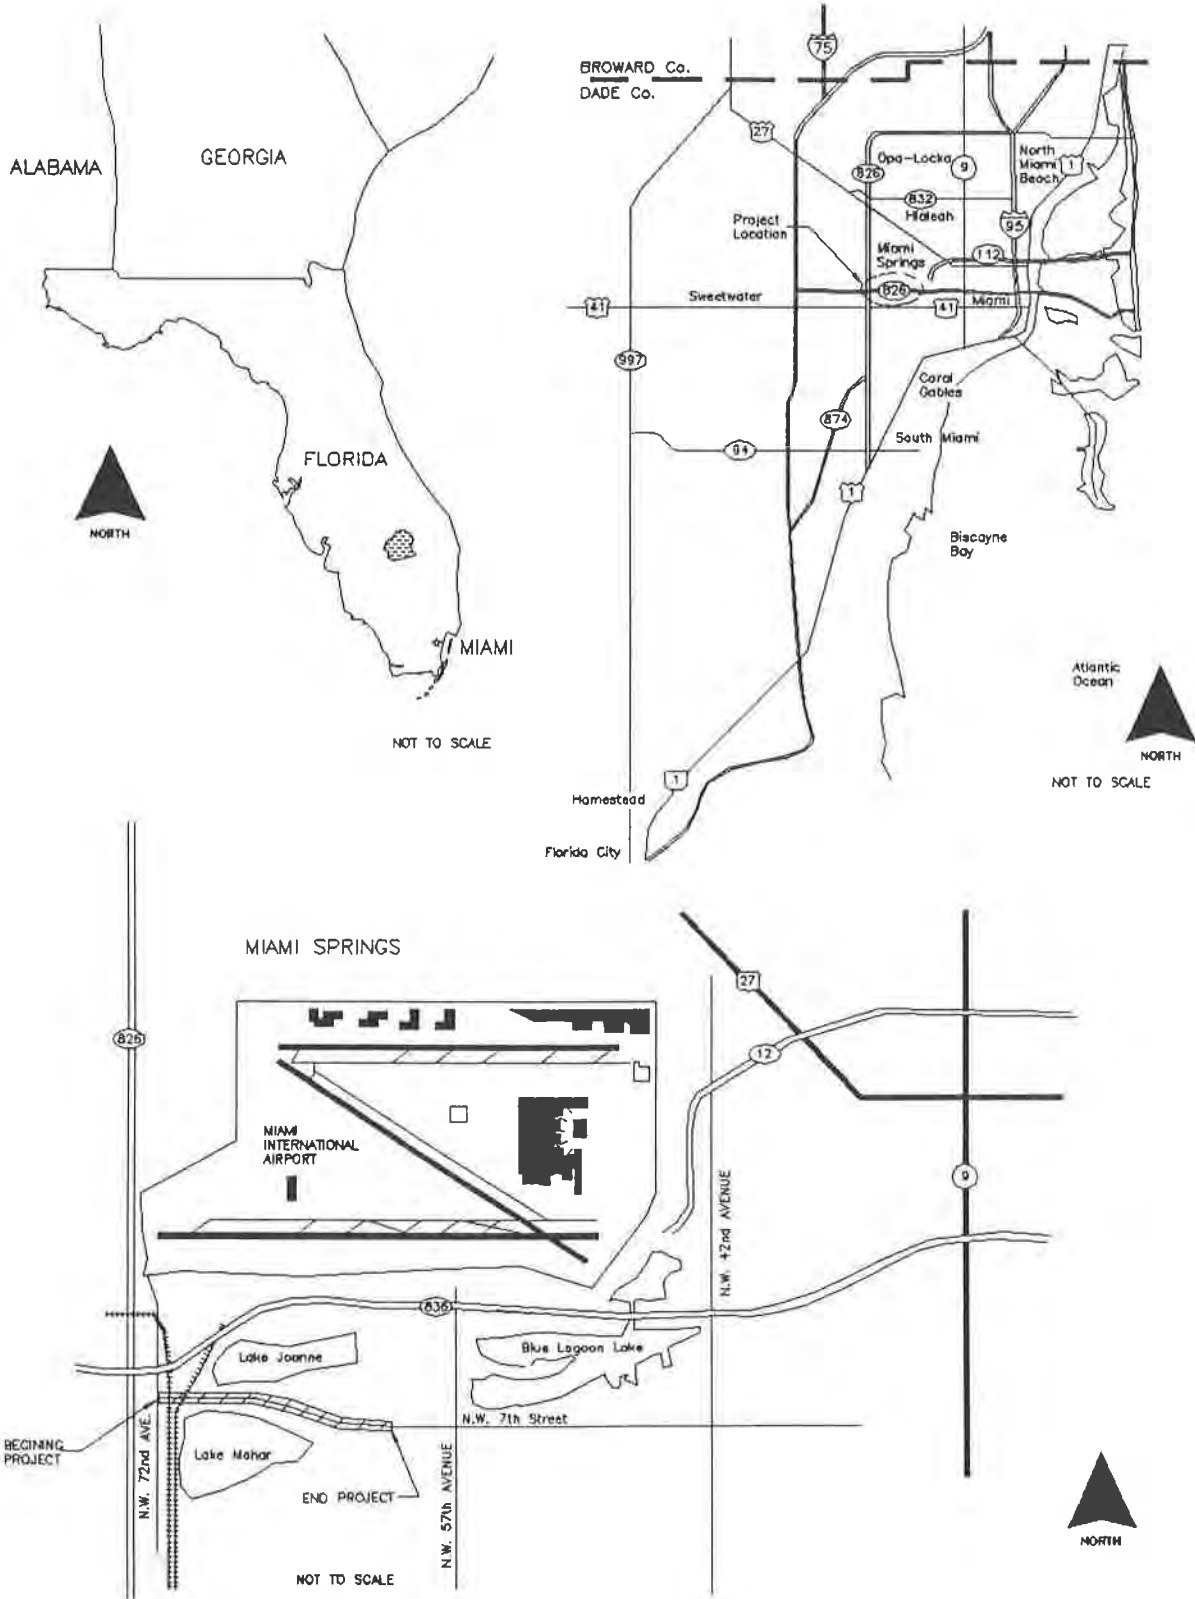 ALABAMA
GEORGIA
FLORIDA
NORTH
MIAMI
NOT TO SCALE
BROWARD Co.
DADE Co.
75
27
Opa-Locka
826
9
North
Miami
Beach
1
832
Hialeah
95
Project
Location
Miami
Springs
112
826
Sweetwater
41
41
Miami
997
Coral
Gables
874
South Miami
94
1
Biscayne
Bay
Atlantic
Ocean
NORTH
NOT TO SCALE
1
Homestead
Florida City
MIAMI SPRINGS
27
826
12
MIAMI
INTERNATIONAL
AIRPORT
9
N.W. 42nd AVENUE
836
Lake Joanne
Blue Lagoon Lake
N.W. 7th Street
BEGINING
PROJECT
N.W. 72nd AVE.
Lake Mahar
END PROJECT
N.W. 57th AVENUE
NORTH
NOT TO SCALE